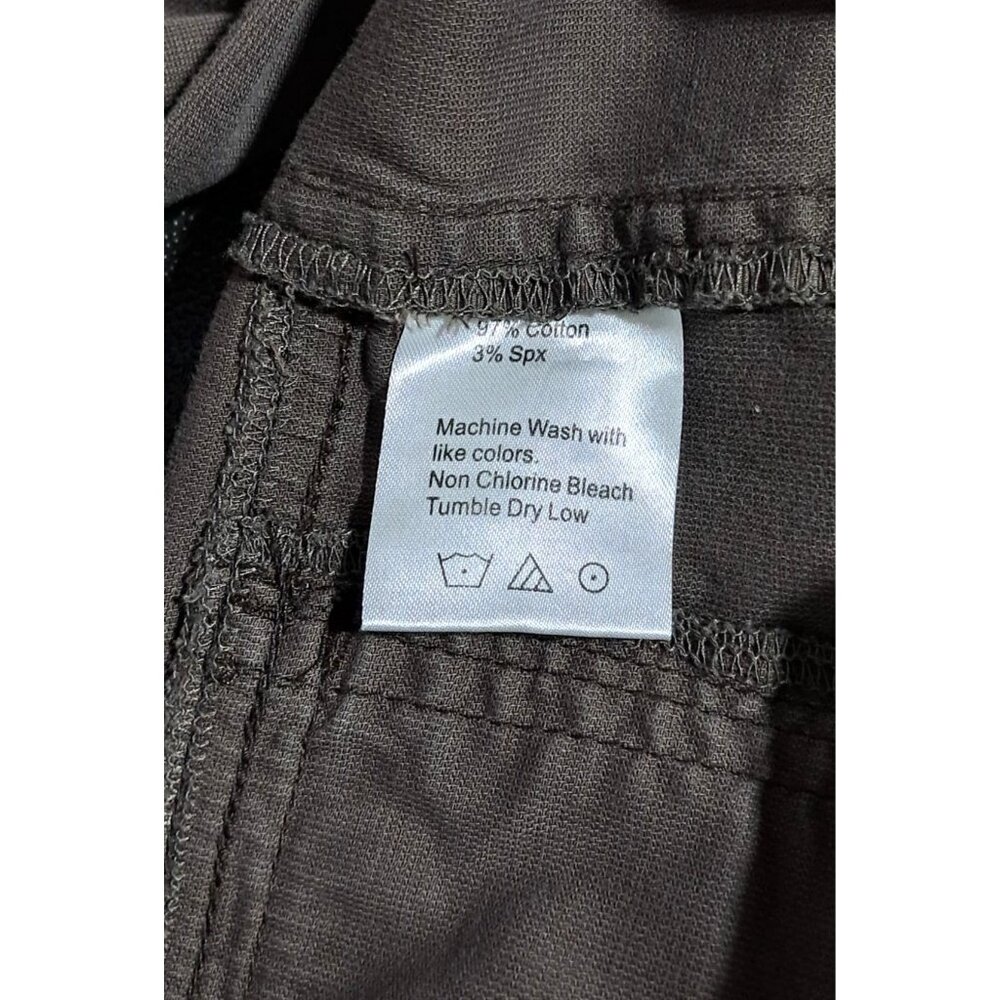 97% Cotton
3% Spx
Machine Wash with
like colors.
Non Chlorine Bleach
Tumble Dry Low